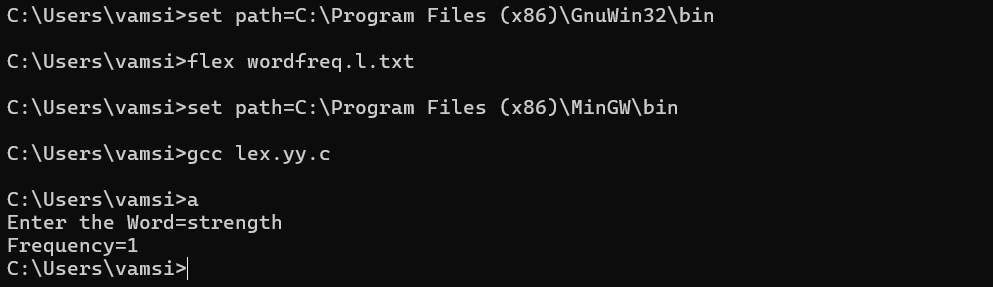 C:\Users\vamsi>set path=C:\Program Files (x86)\GnuWin32\bin
C:\Users\vamsi>flex wordfreq.l.txt
C:\Users\vamsi>set path=C:\Program Files (x86)\MinGW\bin
C:\Users\vamsi>gcc lex.yy.c
C:\Users\vamsi>a
Enter the Word=strength
Frequency=1
C:\Users\vamsi>